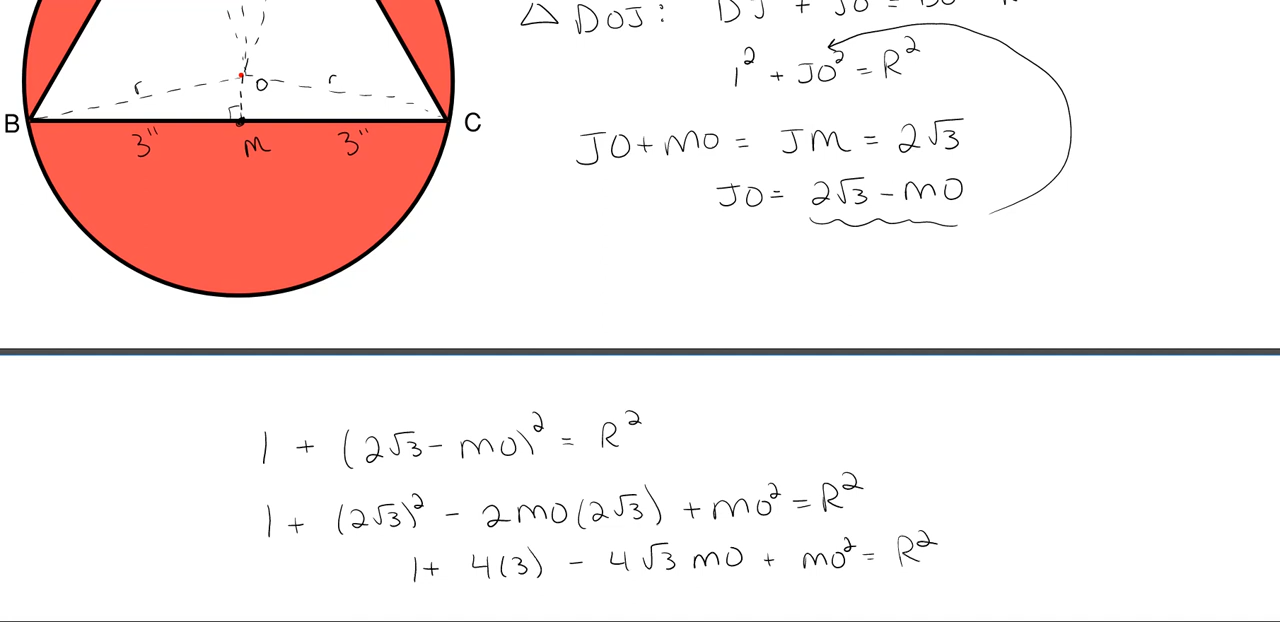 △ DOJ: DJ + JO =
1² + JO² = R²
r r
O
B C
3" M 3"
JO + MO = JM = 2√3
JO = 2√3 - MO
1 + (2√3 - MO)² = R²
1 + (2√3)² - 2MO(2√3) + MO² = R²
1 + 4(3) - 4√3 MO + MO² = R²